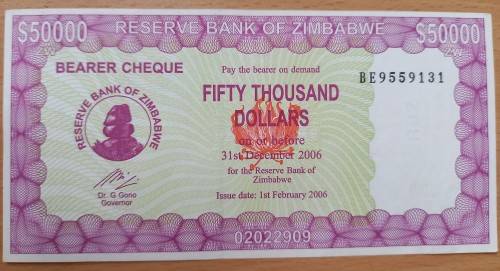 $50000 RESERVE BANK OF ZIMBABWE $50000
ZW ZW
BEARER CHEQUE
Pay the bearer on demand
BE9559131
RESERVE BANK OF ZIMBABWE
FIFTY THOUSAND
DOLLARS
on or before
31st December 2006
for the Reserve Bank of
Zimbabwe
Dr. G Gono
Governor
Issue date: 1st February 2006
02022909